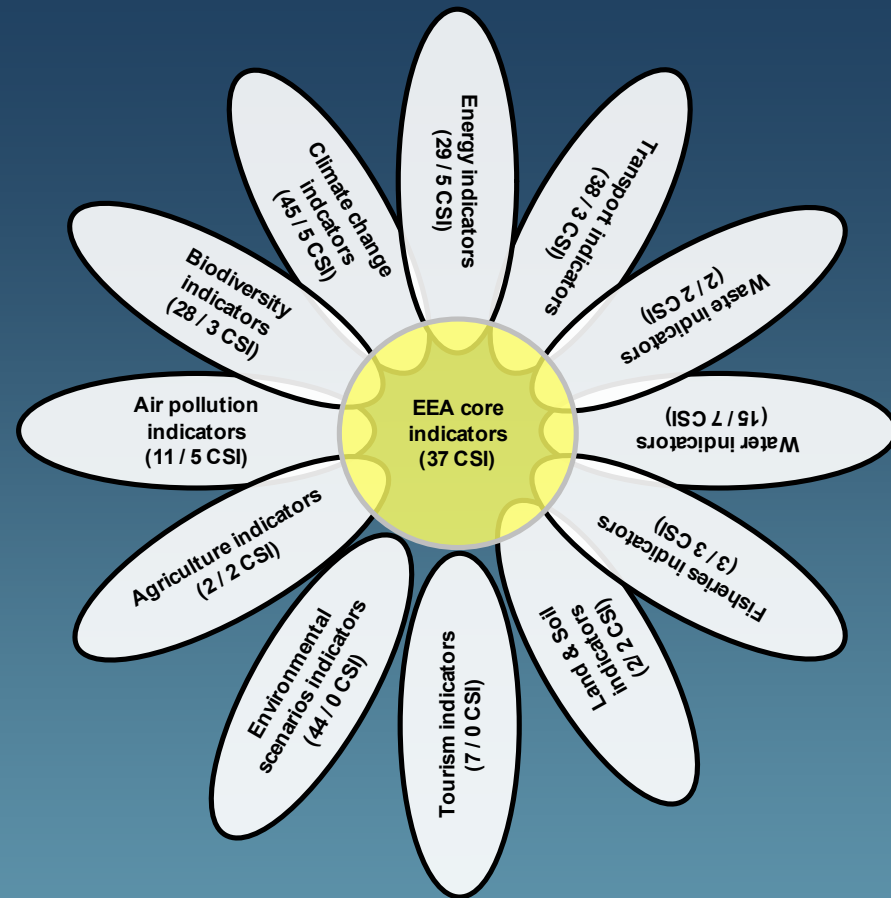 Energy indicators
(29 / 5 CSI)
Transport indicators
(38 / 3 CSI)
Waste indicators
(2 / 2 CSI)
Water indicators
(15 / 7 CSI)
Fisheries indicators
(3 / 3 CSI)
Land & Soil
indicators
(2/ 2 CSI)
Tourism indicators
(7 / 0 CSI)
Environmental
scenarios indicators
(44 / 0 CSI)
Agriculture indicators
(2 / 2 CSI)
Air pollution
indicators
(11 / 5 CSI)
Biodiversity
indicators
(28 / 3 CSI)
Climate change
indcators
(45 / 5 CSI)
EEA core
indicators
(37 CSI)